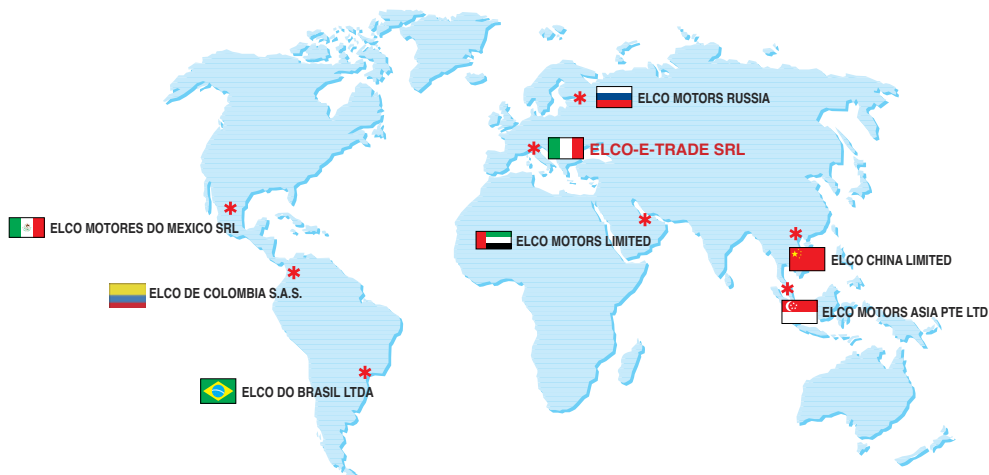 ELCO MOTORS RUSSIA
ELCO-E-TRADE SRL
ELCO MOTORES DO MEXICO SRL
ELCO MOTORS LIMITED
ELCO CHINA LIMITED
ELCO DE COLOMBIA S.A.S.
ELCO MOTORS ASIA PTE LTD
ELCO DO BRASIL LTDA